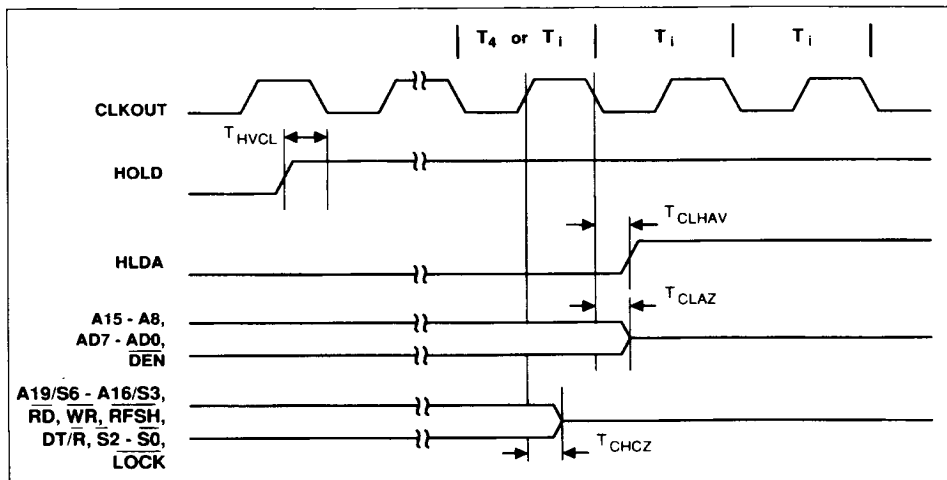 T4 or Ti
Ti
Ti
CLKOUT
THVCL
HOLD
TCLHAV
HLDA
TCLAZ
A15 - A8,
AD7 - AD0,
DEN
A19/S6 - A16/S3,
RD, WR, RFSH,
DT/R, S2 - S0,
LOCK
TCHCZ